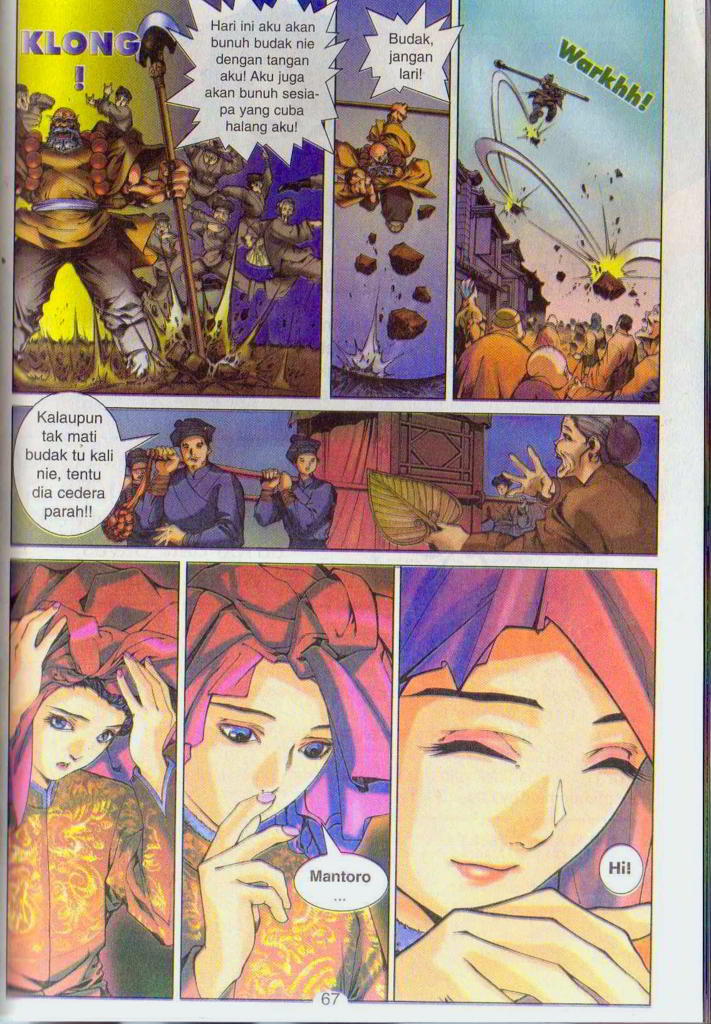 KLONG
!
Hari ini aku akan
bunuh budak nie
dengan tangan
aku! Aku juga
akan bunuh sesia-
pa yang cuba
halang aku!
Budak,
jangan
lari!
Warkhh!
Kalaupun
tak mati
budak tu kali
nie, tentu
dia cedera
parah!!
Mantoro
...
Hi!
67